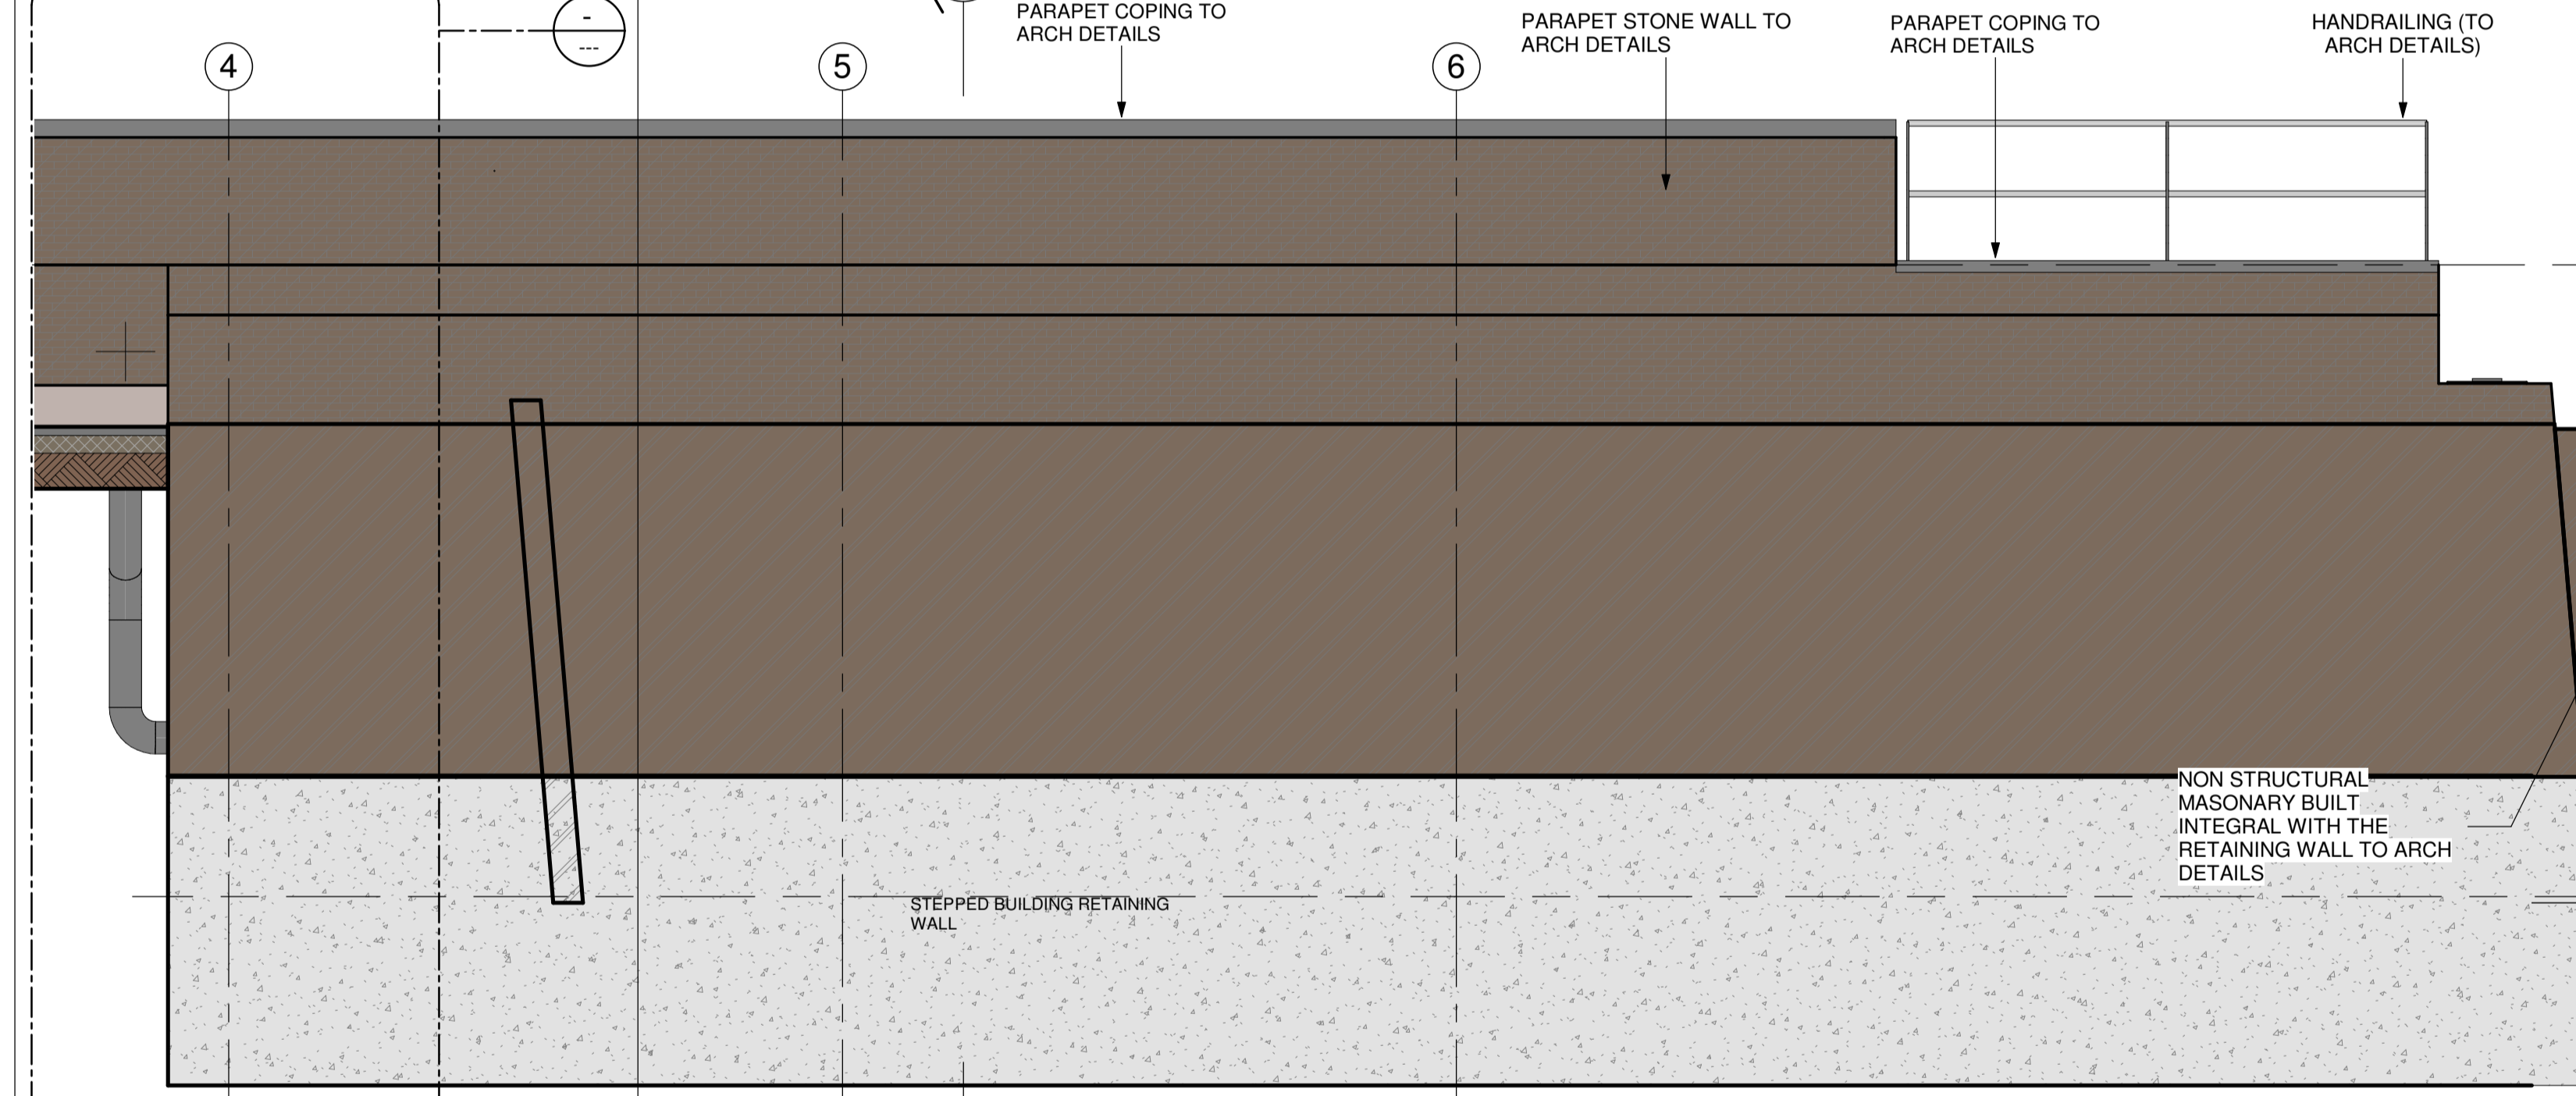 -
---
4
5
6
PARAPET COPING TO
ARCH DETAILS
PARAPET STONE WALL TO
ARCH DETAILS
PARAPET COPING TO
ARCH DETAILS
HANDRAILING (TO
ARCH DETAILS)
NON STRUCTURAL
MASONARY BUILT
INTEGRAL WITH THE
RETAINING WALL TO ARCH
DETAILS
STEPPED BUILDING RETAINING
WALL